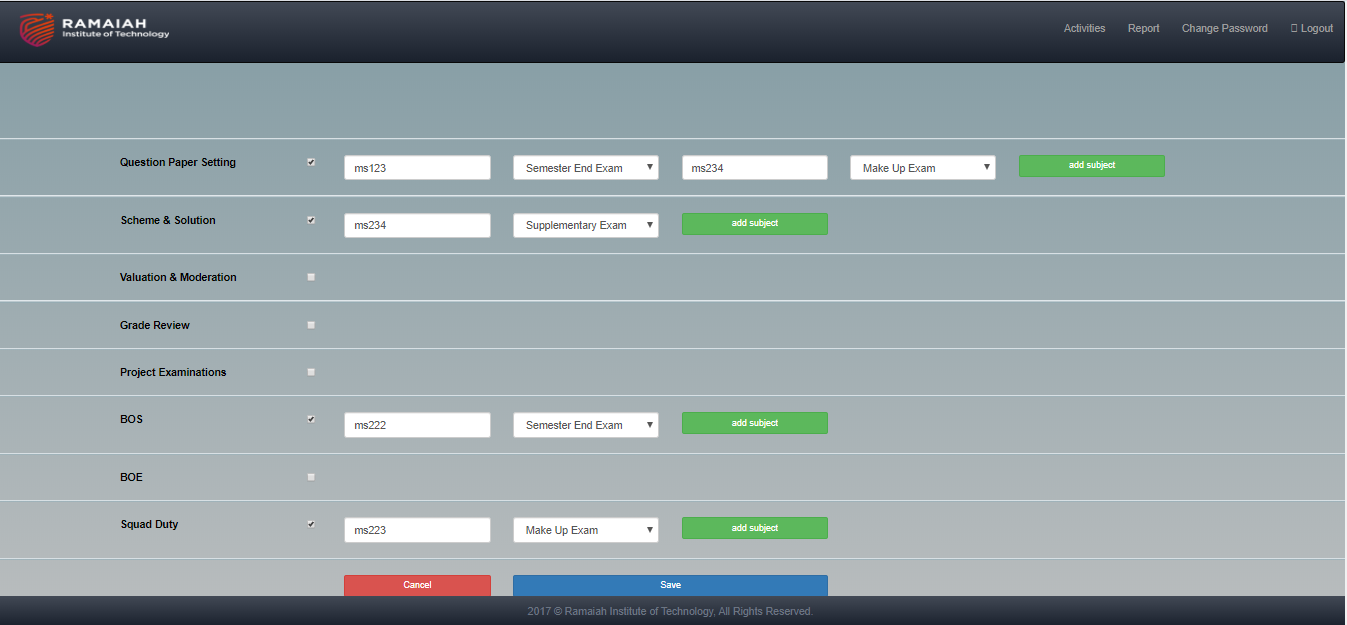 RAMAIAH
Institute of Technology
Activities Report Change Password Logout
Question Paper Setting ms123 Semester End Exam ms234 Make Up Exam add subject
Scheme & Solution ms234 Supplementary Exam add subject
Valuation & Moderation
Grade Review
Project Examinations
BOS ms222 Semester End Exam add subject
BOE
Squad Duty ms223 Make Up Exam add subject
Cancel Save
2017 © Ramaiah Institute of Technology, All Rights Reserved.